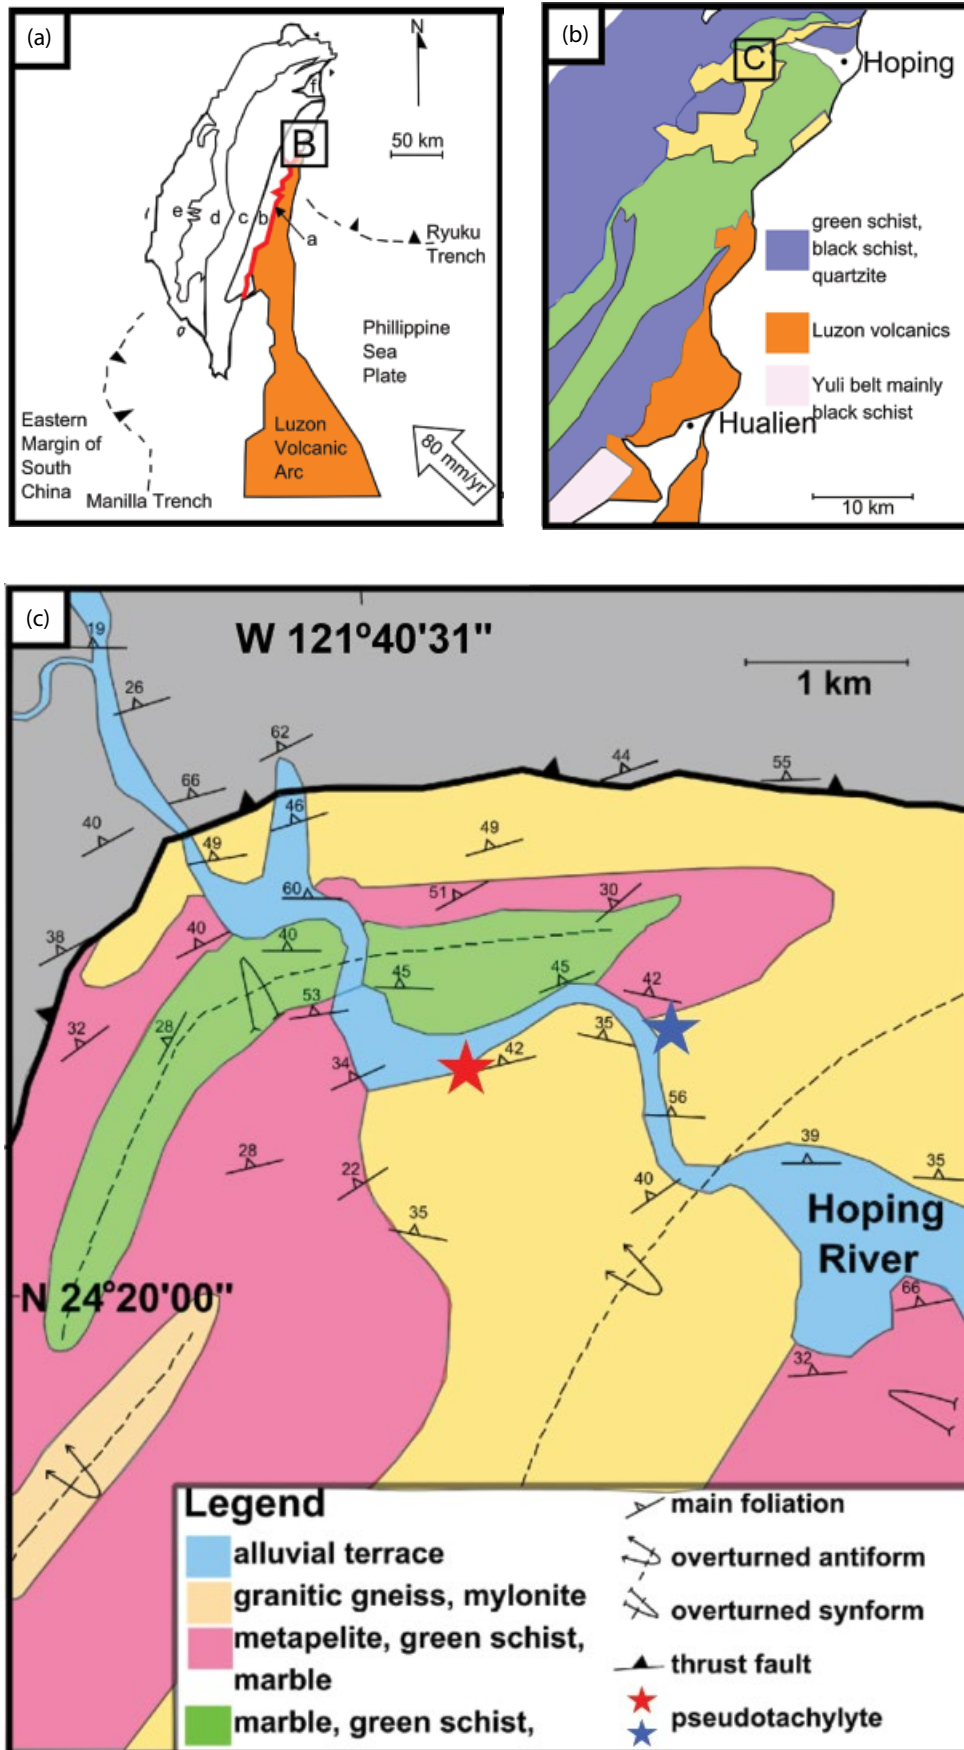 (a)
N
f
B
50 km
e
d
c
b
a
Ryuku
Trench
Phillippine
Sea
Plate
Eastern
Margin of
South
China
Manilla Trench
Luzon
Volcanic
Arc
80 mm/yr
(b)
C
Hoping
green schist,
black schist,
quartzite
Luzon volcanics
Yuli belt mainly
black schist
Hualien
10 km
(c)
W 121°40'31"
1 km
19
26
62
44
55
66
46
40
49
49
60
51
30
38
40
40
45
45
42
32
28
53
35
34
42
56
28
22
40
39
35
35
Hoping
River
N 24°20'00"
66
32
Legend
alluvial terrace
granitic gneiss, mylonite
metapelite, green schist,
marble
marble, green schist,
main foliation
overturned antiform
overturned synform
thrust fault
pseudotachylyte